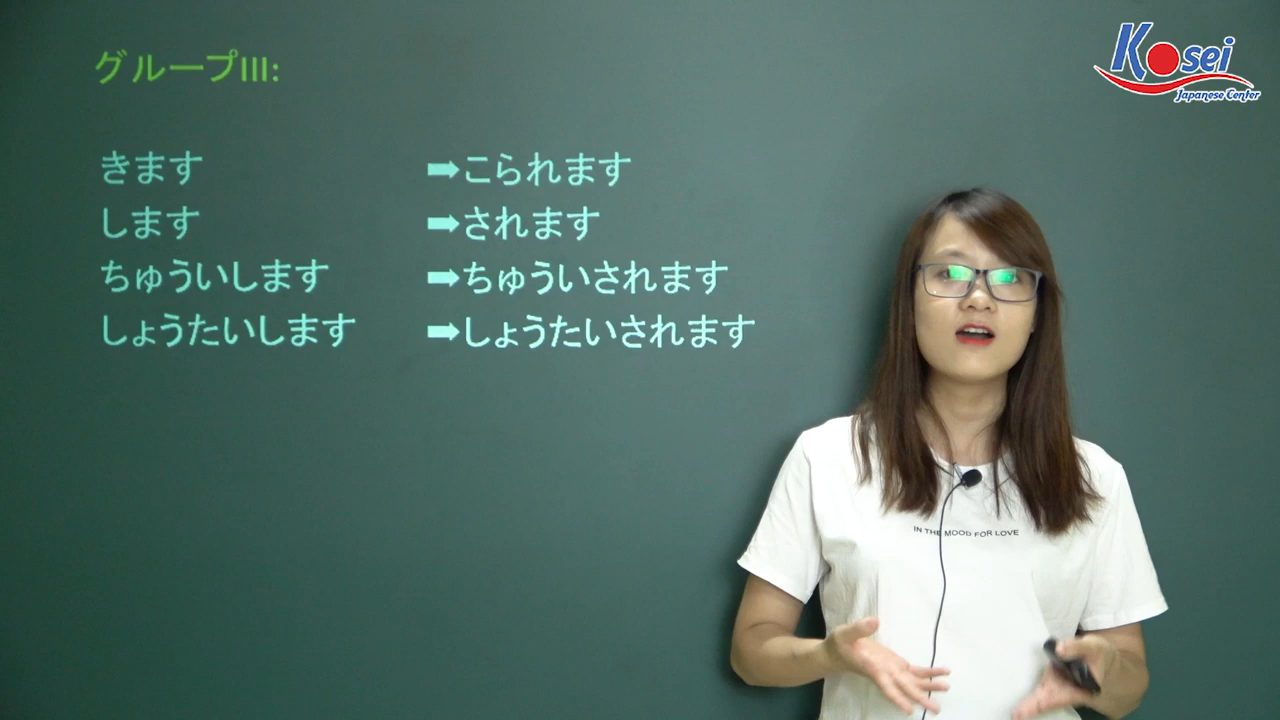 グループIII:
きます ➡こられます
します ➡されます
ちゅういします ➡ちゅういされます
しょうたいします ➡しょうたいされます
Kosei
Japanese Center
IN THE MOOD FOR LOVE